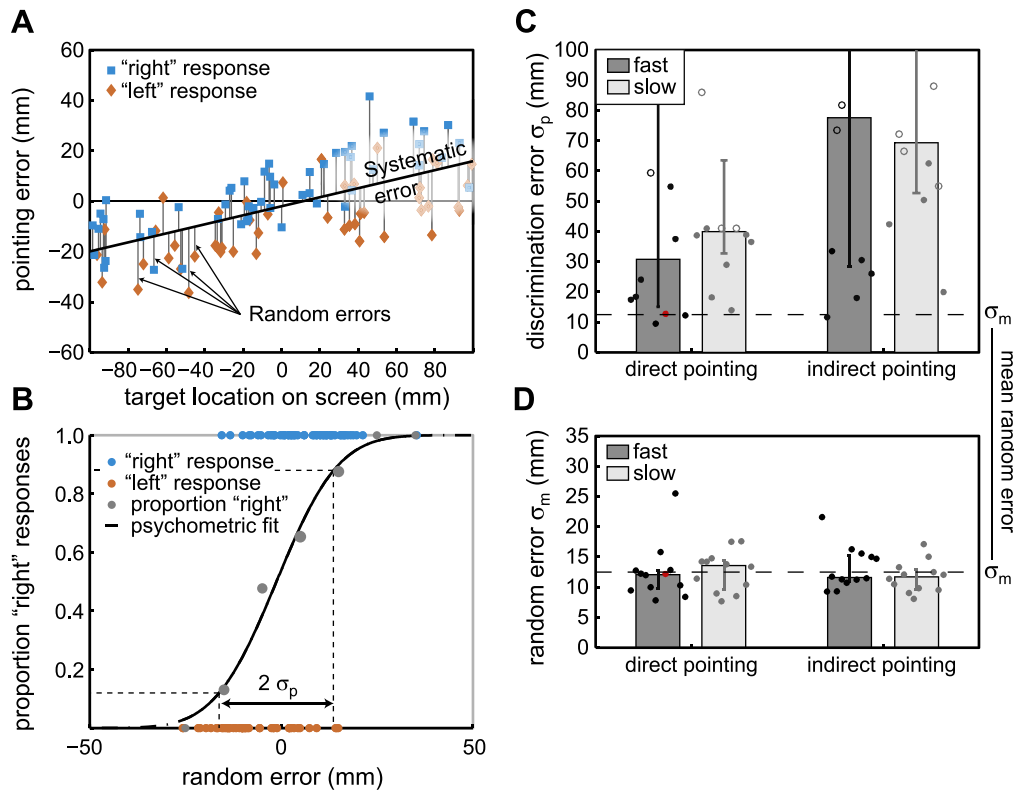 A
60
40
20
0
−20
−40
−60
pointing error (mm)
"right" response
"left" response
Systematic
error
Random errors
−80 −60 −40 −20 0 20 40 60 80
target location on screen (mm)
B
1.0
0.8
0.6
0.4
0.2
proportion "right" responses
"right" response
"left" response
proportion "right"
psychometric fit
2 σp
−50 0 50
random error (mm)
C
100
90
80
70
60
50
40
30
20
10
0
discrimination error σp (mm)
fast
slow
direct pointing indirect pointing
σm
mean random error
σm
D
35
30
25
20
15
10
5
0
random error σm (mm)
fast
slow
direct pointing indirect pointing